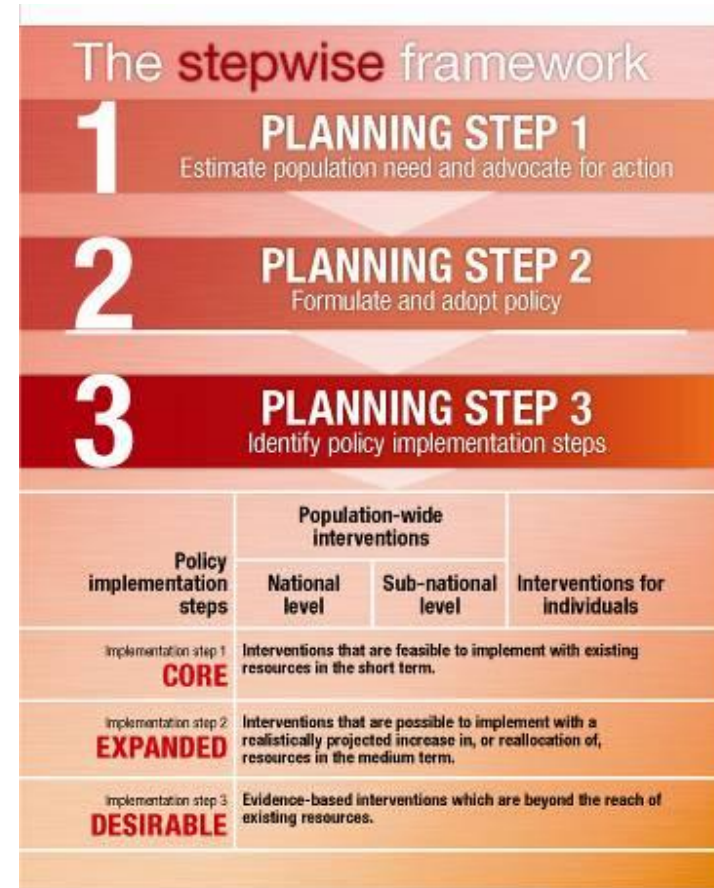 The stepwise framework
1
PLANNING STEP 1
Estimate population need and advocate for action
2
PLANNING STEP 2
Formulate and adopt policy
3
PLANNING STEP 3
Identify policy implementation steps
Policy
implementation
steps
Population-wide
interventions
National
level
Sub-national
level
Interventions for
individuals
Implementation step 1
CORE
Interventions that are feasible to implement with existing
resources in the short term.
Implementation step 2
EXPANDED
Interventions that are possible to implement with a
realistically projected increase in, or reallocation of,
resources in the medium term.
Implementation step 3
DESIRABLE
Evidence-based interventions which are beyond the reach of
existing resources.